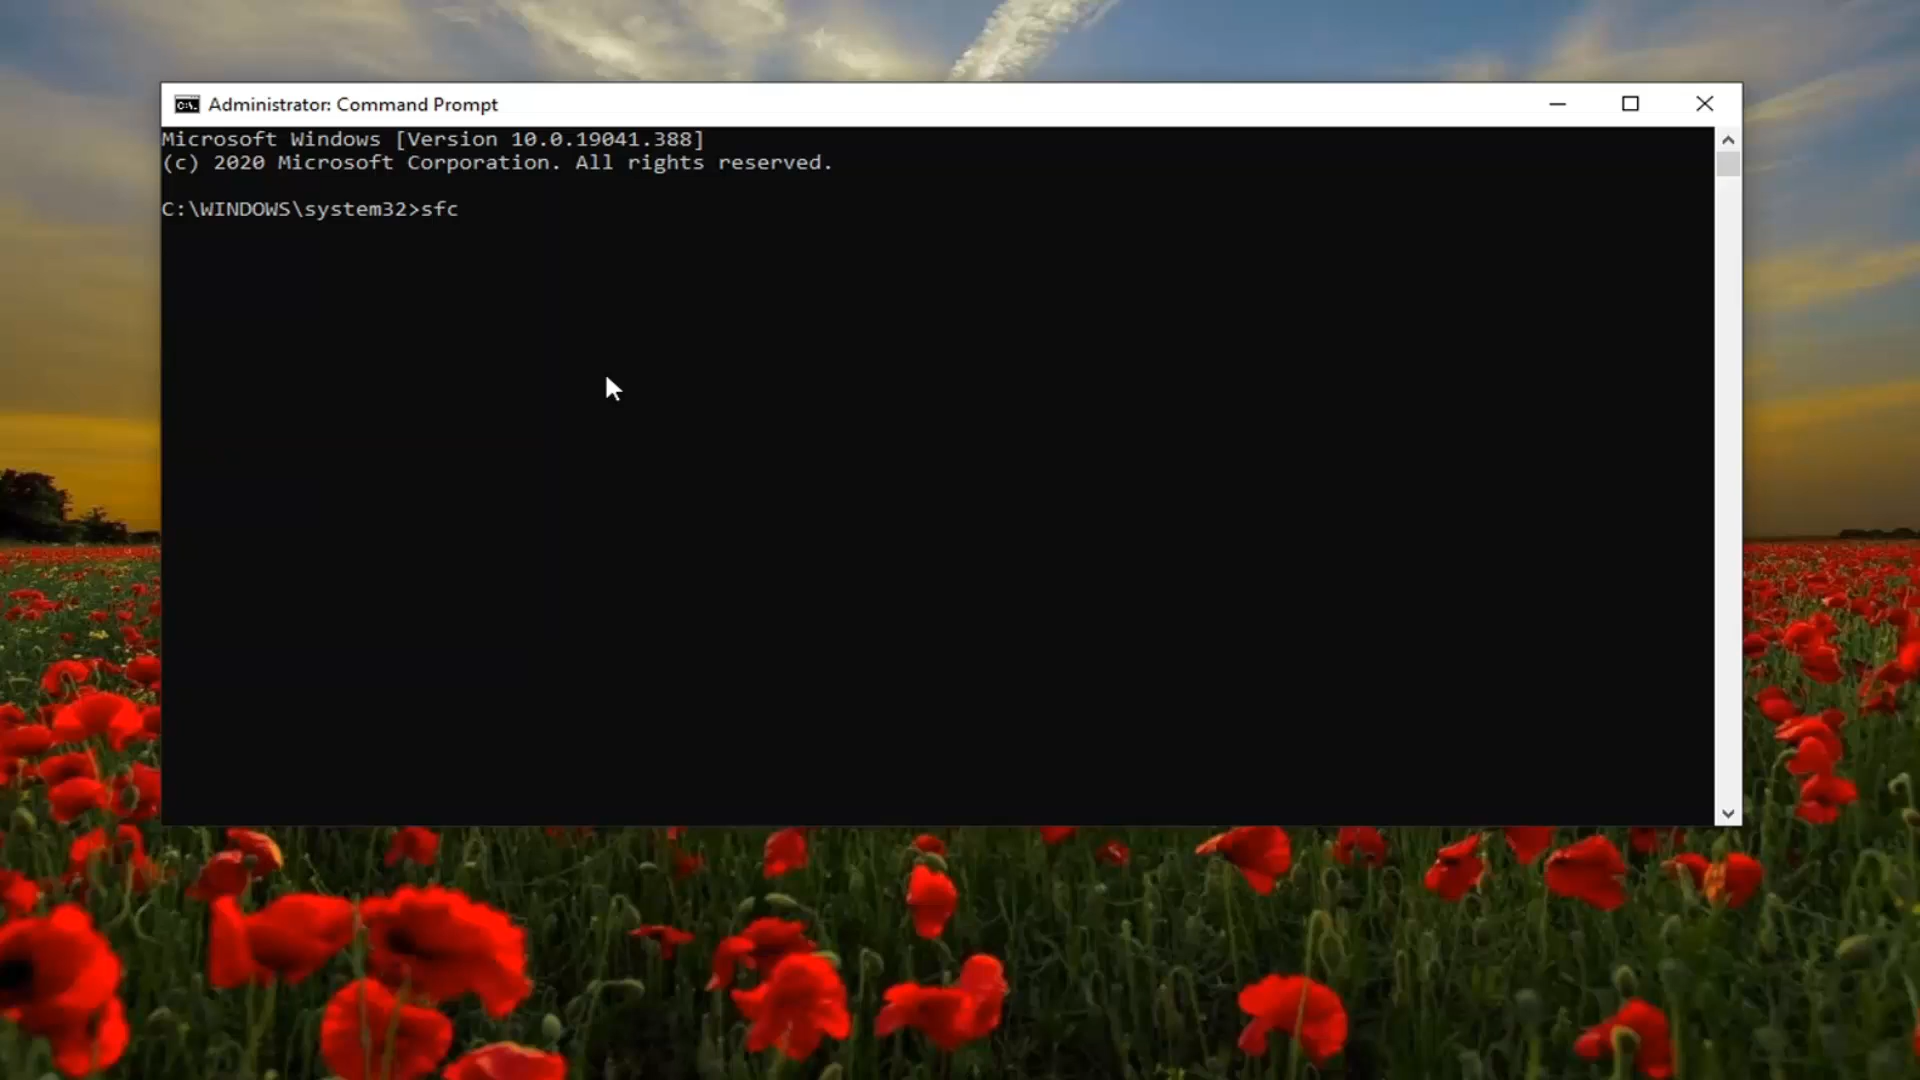 Administrator: Command Prompt
Microsoft Windows [Version 10.0.19041.388]
(c) 2020 Microsoft Corporation. All rights reserved.
C:\WINDOWS\system32>sfc